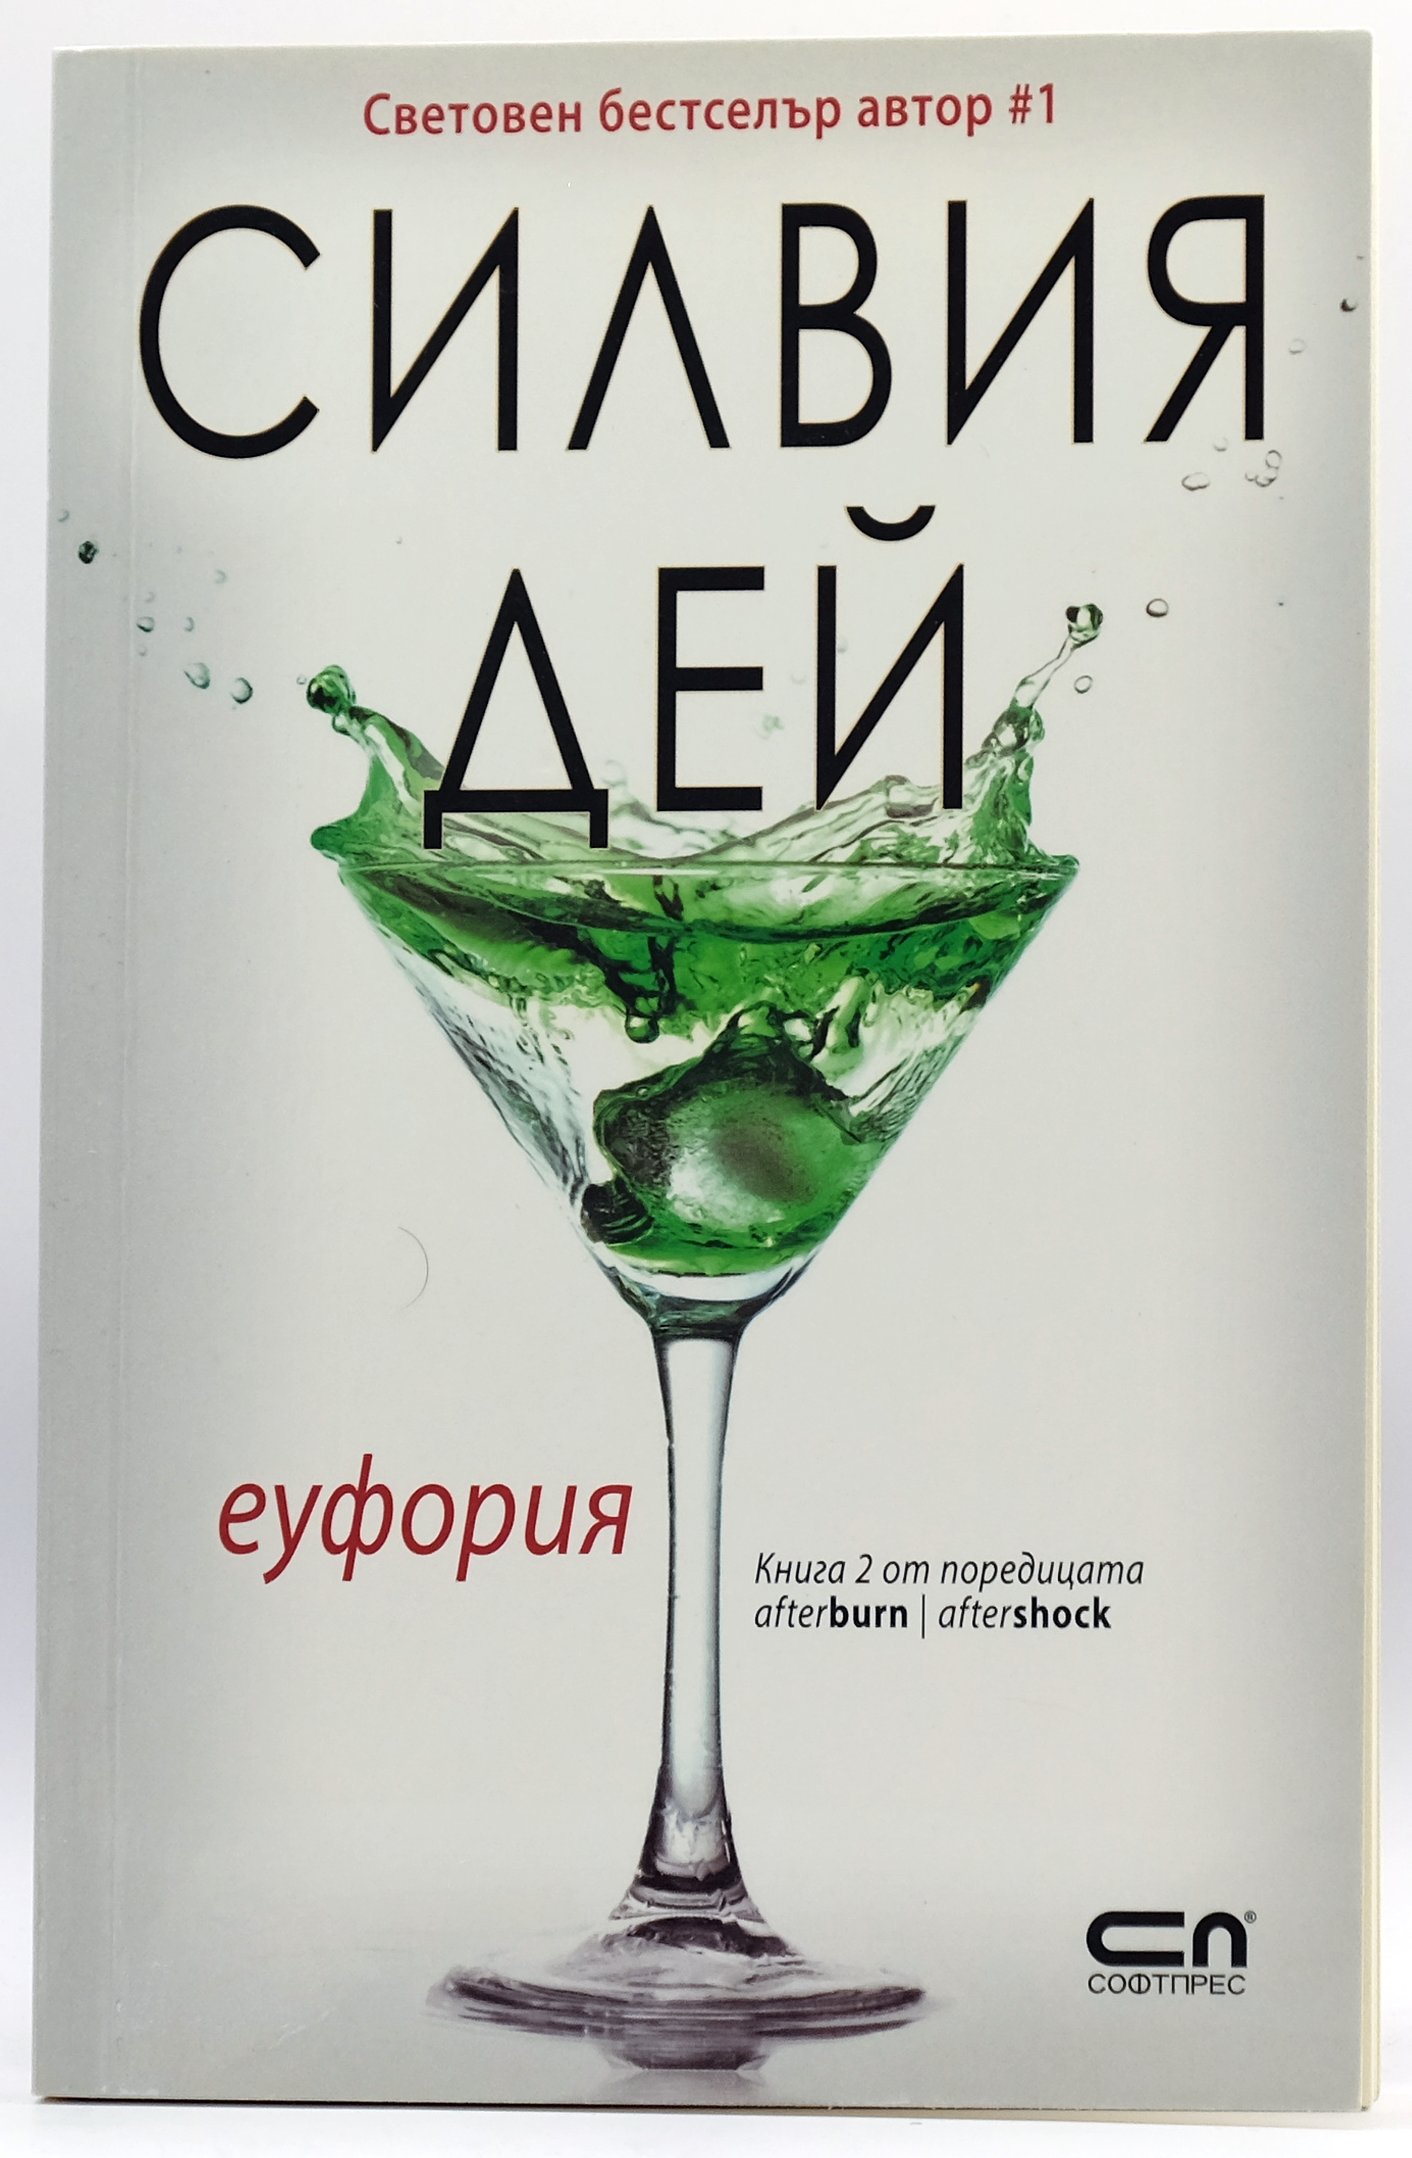 Световен бестселър автор #1
СИЛВИЯ
ДЕЙ
еуфория
Книга 2 от поредицата
afterburn | aftershock
СП®
СОФТПРЕС